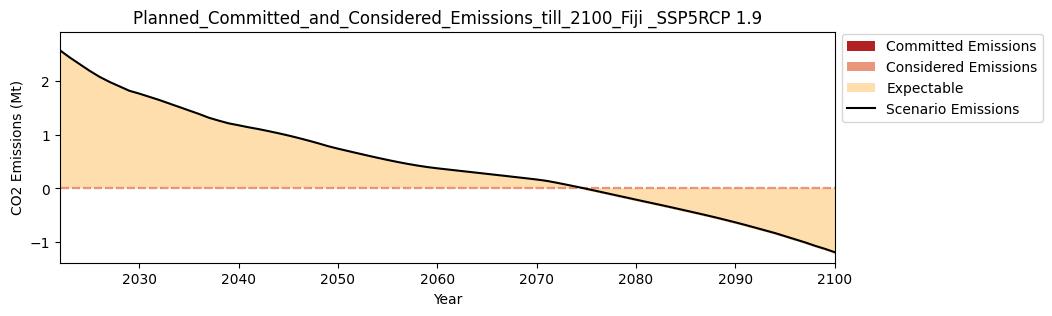 Planned_Committed_and_Considered_Emissions_till_2100_Fiji _SSP5RCP 1.9
Committed Emissions
Considered Emissions
Expectable
Scenario Emissions
CO2 Emissions (Mt)
2
1
0
−1
2030 2040 2050 2060 2070 2080 2090 2100
Year